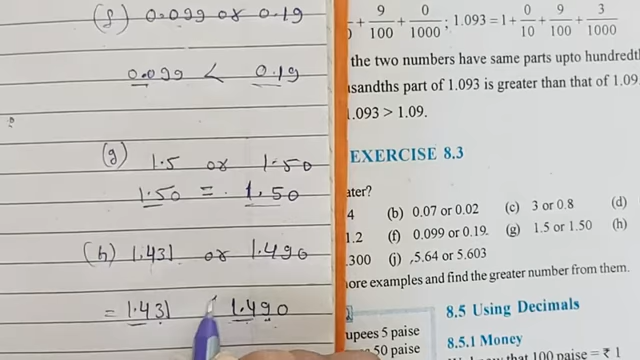 (f) 0.099 or 0.19
0.099 < 0.19
(g) 1.5 or 1.50
1.50 = 1.50
(h) 1.431 or 1.490
= 1.431 1.490
+ 9/100 + 0/1000 ; 1.093 = 1 + 0/10 + 9/100 + 3/1000
the two numbers have same parts upto hundredth
usandths part of 1.093 is greater than that of 1.09
1.093 > 1.09.
EXERCISE 8.3
ater?
4 (b) 0.07 or 0.02 (c) 3 or 0.8 (d)
1.2 (f) 0.099 or 0.19. (g) 1.5 or 1.50 (h)
.300 (j) ,5.64 or 5.603
ore examples and find the greater number from them.
8.5 Using Decimals
upees 5 paise
50 paise
8.5.1 Money
that 100 paise = ₹ 1